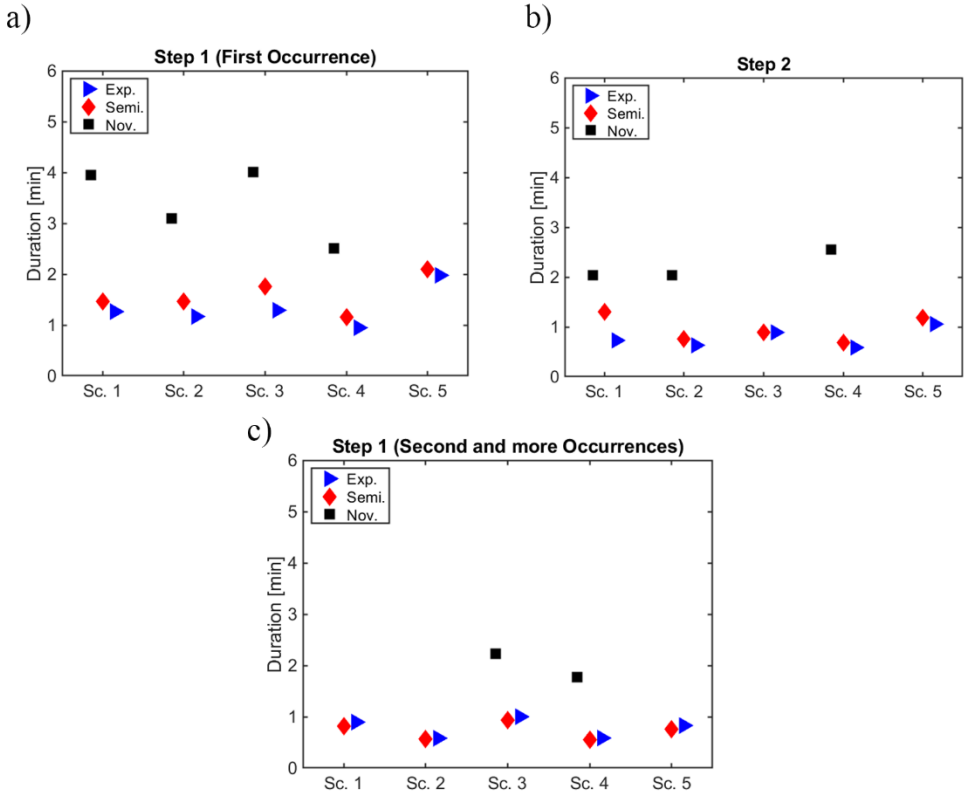 a)
Step 1 (First Occurrence)
6
5
4
3
2
1
0
Duration [min]
Exp.
Semi.
Nov.
Sc. 1 Sc. 2 Sc. 3 Sc. 4 Sc. 5
b)
Step 2
6
5
4
3
2
1
0
Duration [min]
Exp.
Semi.
Nov.
Sc. 1 Sc. 2 Sc. 3 Sc. 4 Sc. 5
c)
Step 1 (Second and more Occurrences)
6
5
4
3
2
1
0
Duration [min]
Exp.
Semi.
Nov.
Sc. 1 Sc. 2 Sc. 3 Sc. 4 Sc. 5